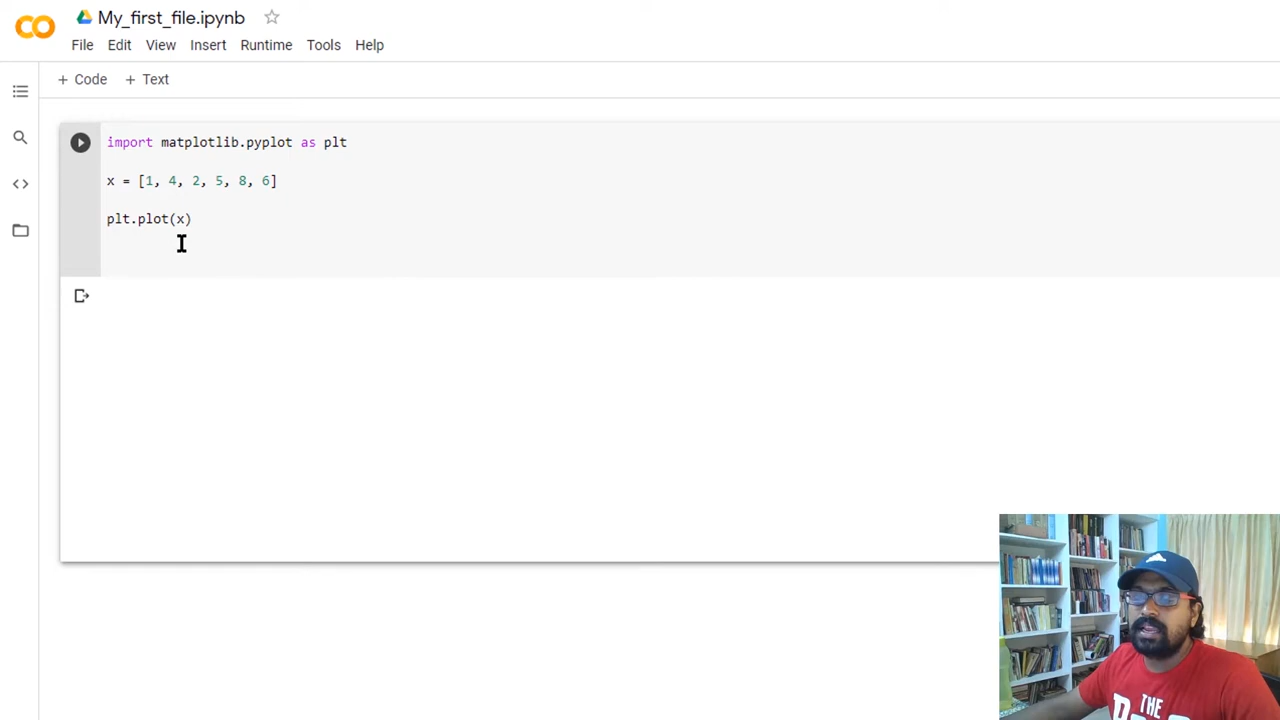 My_first_file.ipynb
File Edit View Insert Runtime Tools Help
+ Code + Text
import matplotlib.pyplot as plt
x = [1, 4, 2, 5, 8, 6]
plt.plot(x)
THE